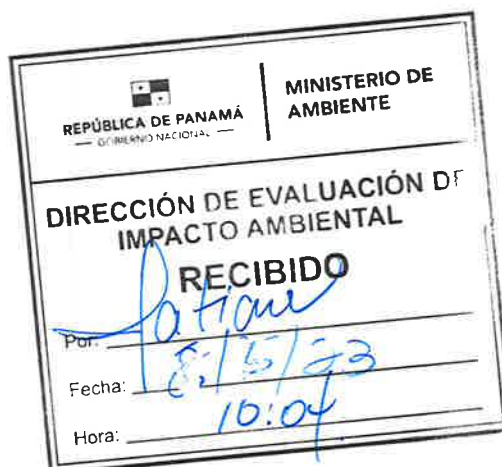 REPÚBLICA DE PANAMÁ
— GOBIERNO NACIONAL —
MINISTERIO DE
AMBIENTE
DIRECCIÓN DE EVALUACIÓN DE
IMPACTO AMBIENTAL
RECIBIDO
Por:
Fecha: 8/5/23
Hora: 10:04